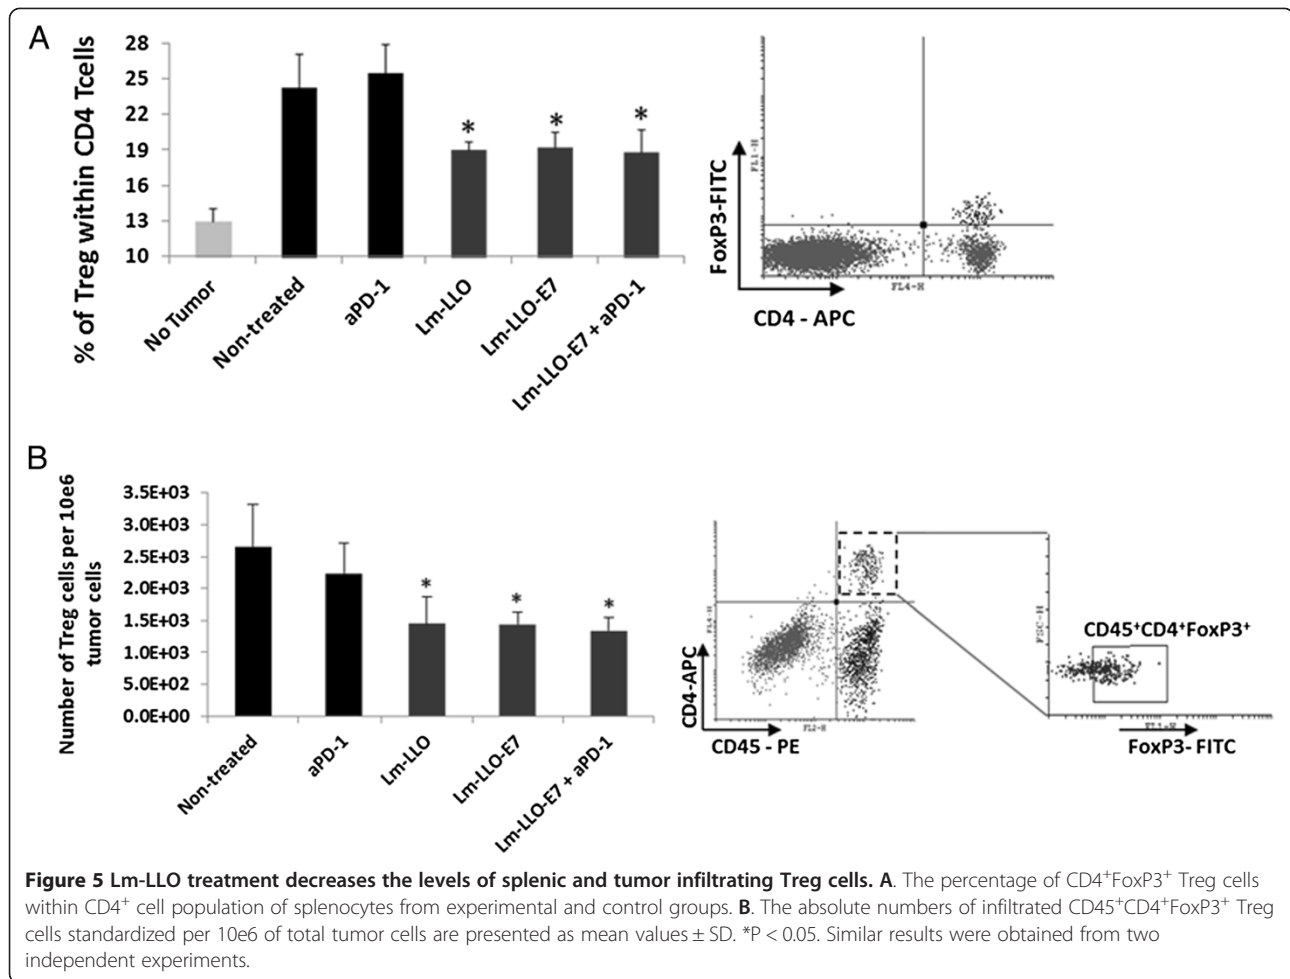 A
% of Treg within CD4 Tcells
28
25
22
19
16
13
10
* * *
No Tumor
Non-treated
aPD-1
Lm-LLO
Lm-LLO-E7
Lm-LLO-E7 + aPD-1
FoxP3-FITC
FL1-H
FL4-H
CD4 - APC
B
Number of Treg cells per 10e6
tumor cells
3.5E+03
3.0E+03
2.5E+03
2.0E+03
1.5E+03
1.0E+03
5.0E+02
0.0E+00
* * *
Non-treated
aPD-1
Lm-LLO
Lm-LLO-E7
Lm-LLO-E7 + aPD-1
CD4-APC
FL4-H
FL2-H
CD45 - PE
FSC-H
CD45⁺CD4⁺FoxP3⁺
FL1-H
FoxP3- FITC
Figure 5 Lm-LLO treatment decreases the levels of splenic and tumor infiltrating Treg cells. A. The percentage of CD4⁺FoxP3⁺ Treg cells
within CD4⁺ cell population of splenocytes from experimental and control groups. B. The absolute numbers of infiltrated CD45⁺CD4⁺FoxP3⁺ Treg
cells standardized per 10e6 of total tumor cells are presented as mean values ± SD. *P < 0.05. Similar results were obtained from two
independent experiments.